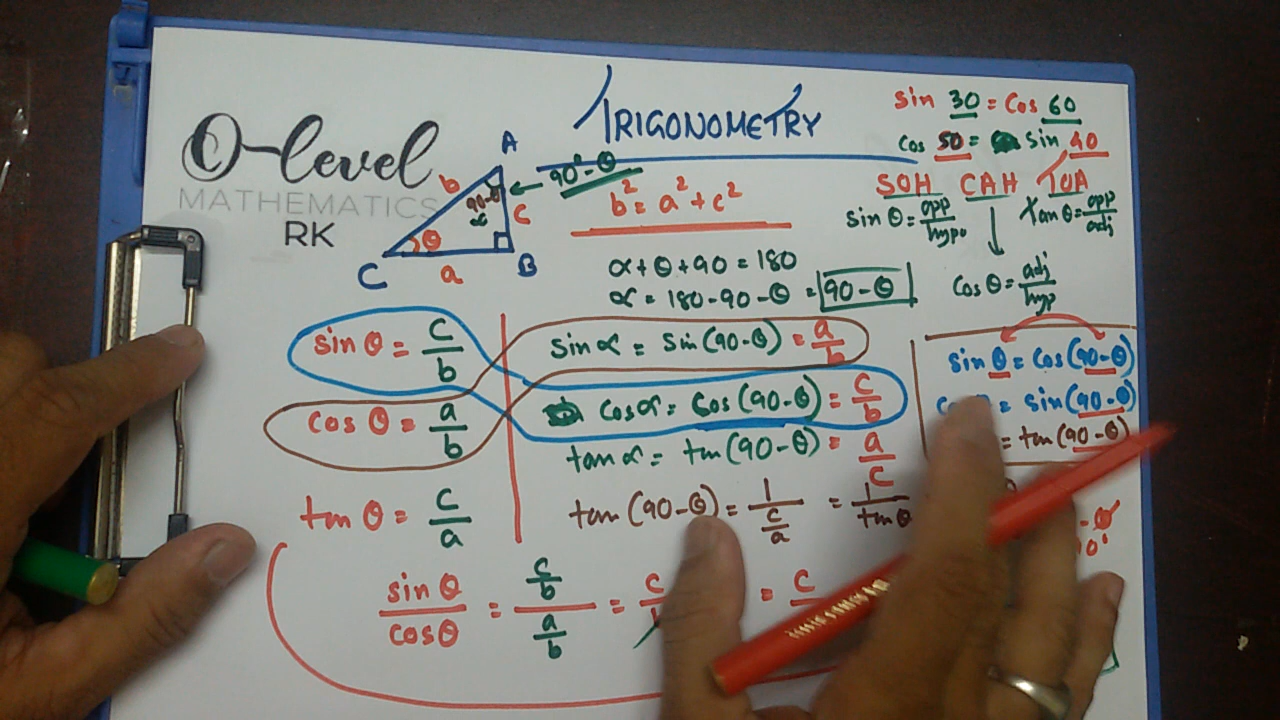 TRIGONOMETRY
O-level
MATHEMATICS
RK
sin 30 = cos 60
cos 50 = sin 40
SOH CAH TOA
sin θ = opp/hypo
tan θ = opp/adj
cos θ = adj/hyp
A
b
90°-θ
90-θ
α
c
θ
C
a
B
b² = a² + c²
α + θ + 90 = 180
α = 180 - 90 - θ = 90 - θ
sin θ = c/b
sin α = sin(90-θ) = a/b
cos θ = a/b
cos α = cos(90-θ) = c/b
tan α = tan(90-θ) = a/c
tan θ = c/a
tan(90-θ) = 1/(c/a) = 1/tan θ
sin θ = cos(90-θ)
= sin(90-θ)
= tan(90-θ)
sin θ/cos θ = (c/b)/(a/b) = c = c